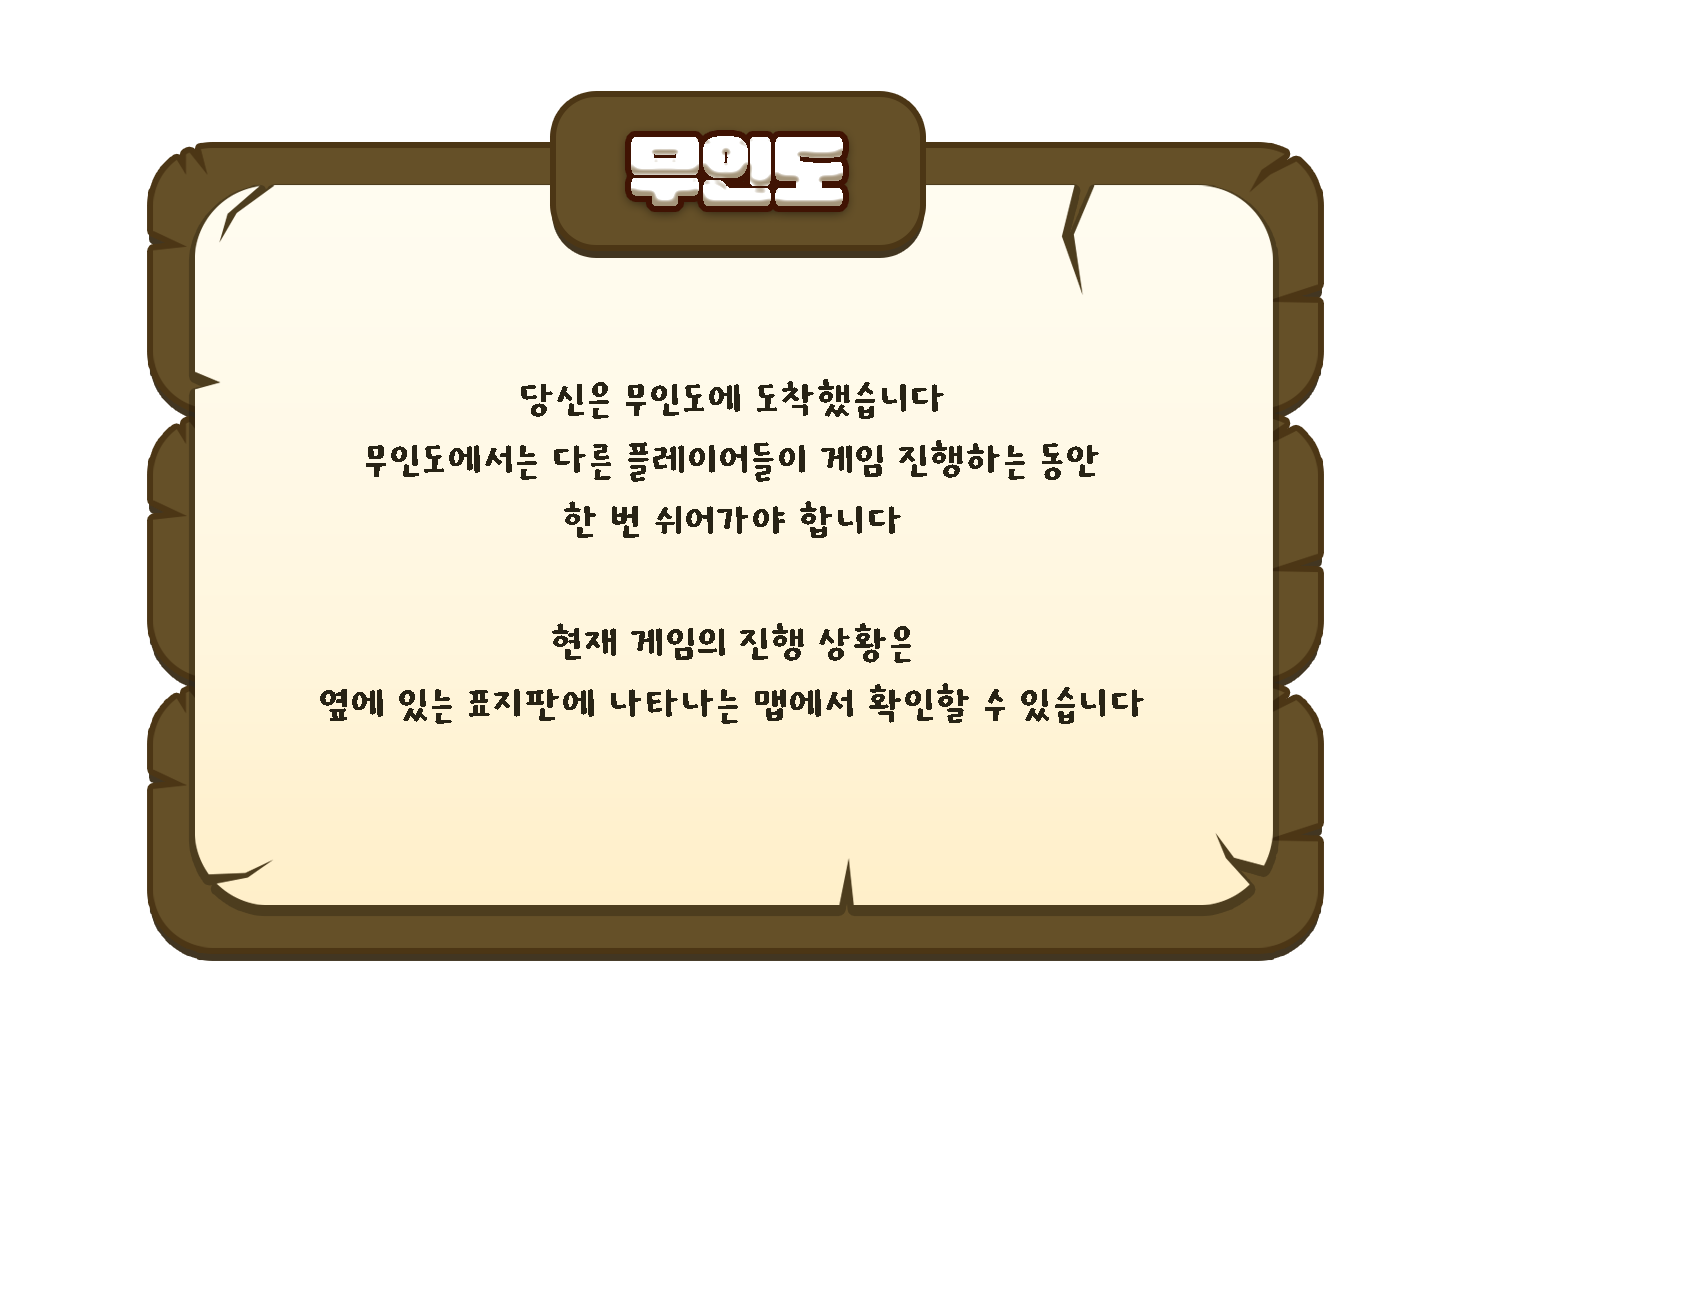 무인도
당신은 무인도에 도착했습니다
무인도에서는 다른 플레이어들이 게임 진행하는 동안
한 번 쉬어가야 합니다
현재 게임의 진행 상황은
옆에 있는 표지판에 나타나는 맵에서 확인할 수 있습니다